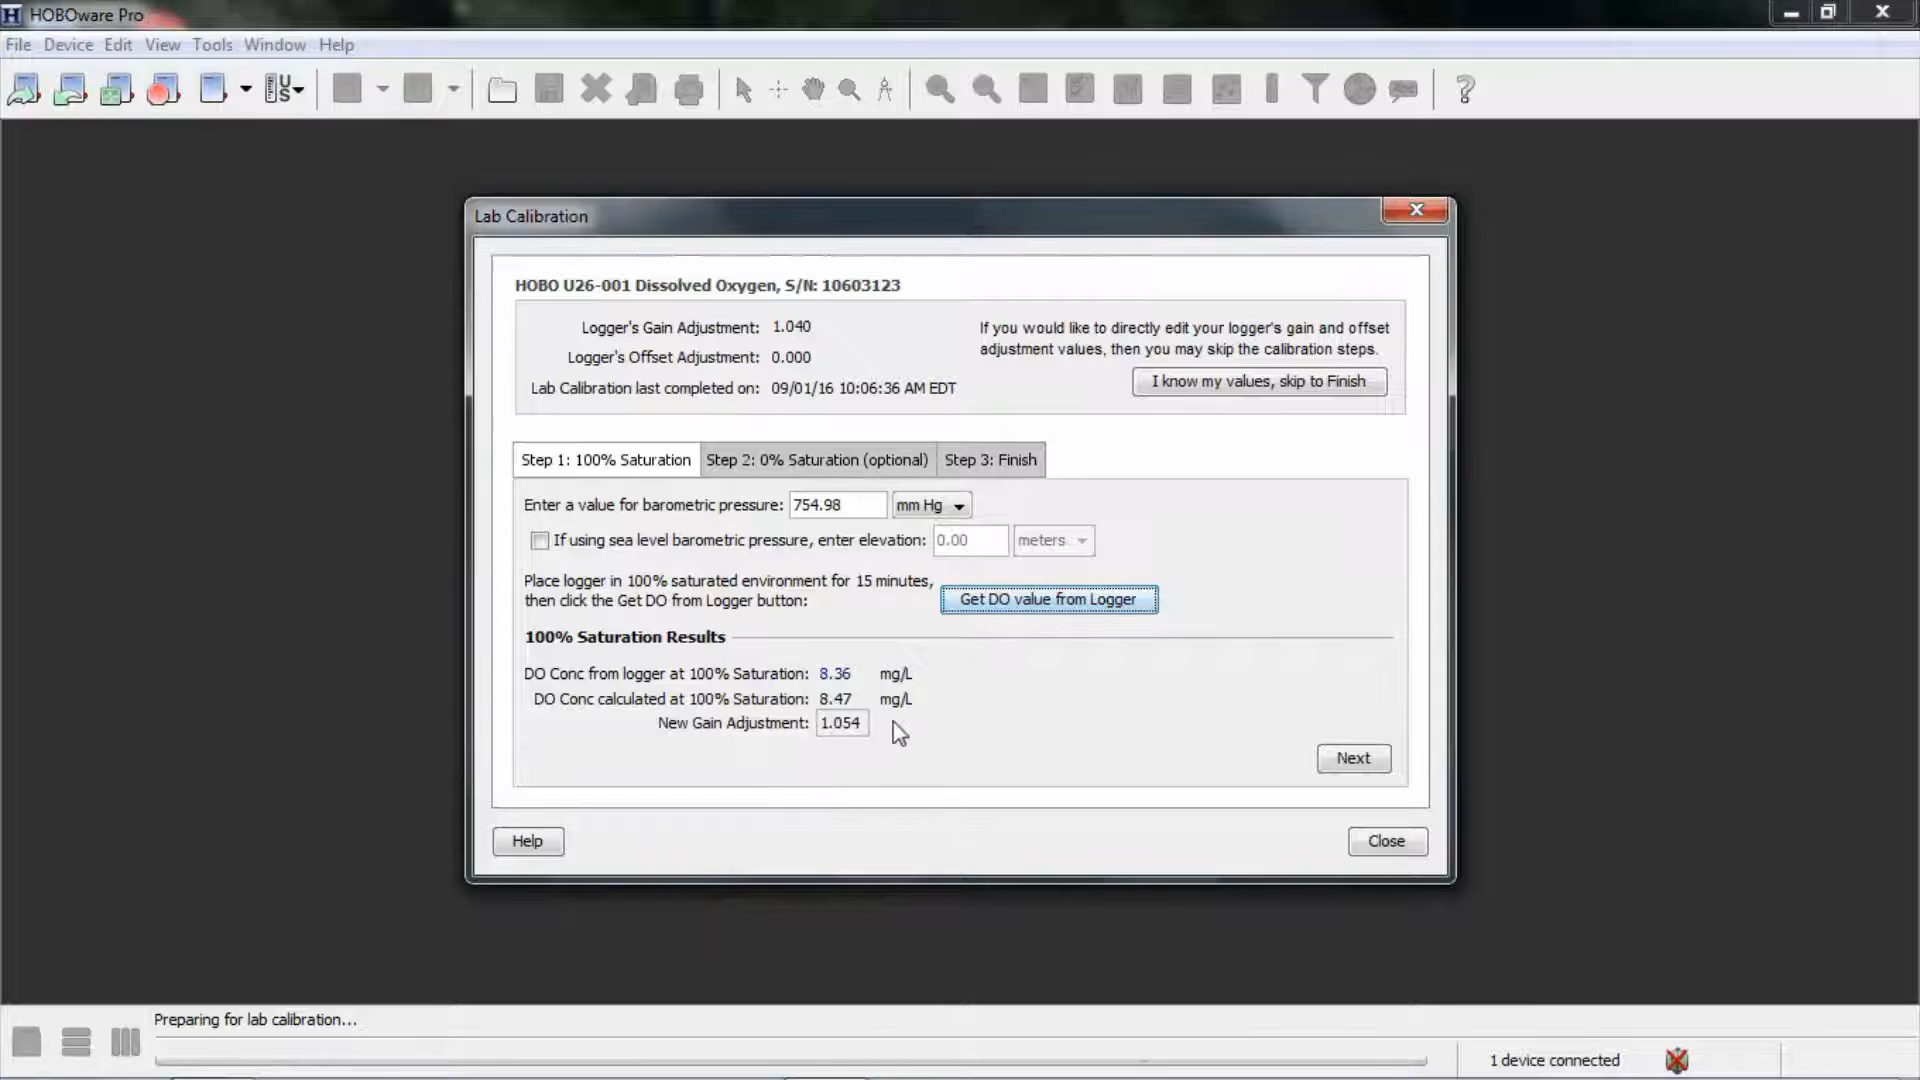 HOBOware Pro
File Device Edit View Tools Window Help
Lab Calibration
HOBO U26-001 Dissolved Oxygen, S/N: 10603123
Logger's Gain Adjustment: 1.040
Logger's Offset Adjustment: 0.000
Lab Calibration last completed on: 09/01/16 10:06:36 AM EDT
If you would like to directly edit your logger's gain and offset
adjustment values, then you may skip the calibration steps.
I know my values, skip to Finish
Step 1: 100% Saturation Step 2: 0% Saturation (optional) Step 3: Finish
Enter a value for barometric pressure: 754.98 mm Hg
If using sea level barometric pressure, enter elevation: 0.00 meters
Place logger in 100% saturated environment for 15 minutes,
then click the Get DO from Logger button:
Get DO value from Logger
100% Saturation Results
DO Conc from logger at 100% Saturation: 8.36 mg/L
DO Conc calculated at 100% Saturation: 8.47 mg/L
New Gain Adjustment: 1.054
Next
Help Close
Preparing for lab calibration...
1 device connected